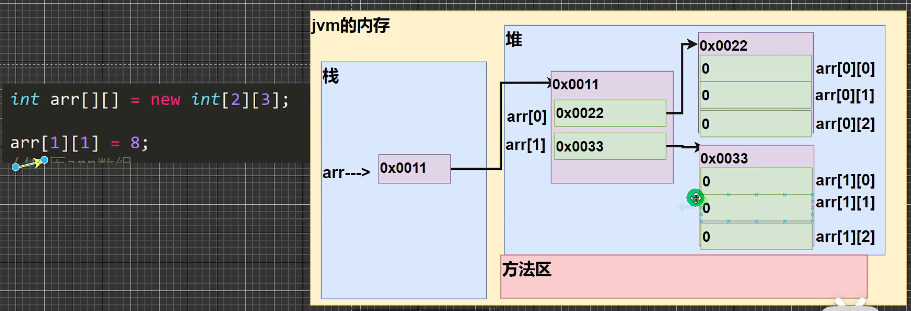 int arr[][] = new int[2][3];
arr[1][1] = 8;
jvm的内存
栈
arr--->
0x0011
堆
0x0011
arr[0]
0x0022
arr[1]
0x0033
0x0022
0
arr[0][0]
0
arr[0][1]
0
arr[0][2]
0x0033
0
arr[1][0]
0
arr[1][1]
0
arr[1][2]
方法区